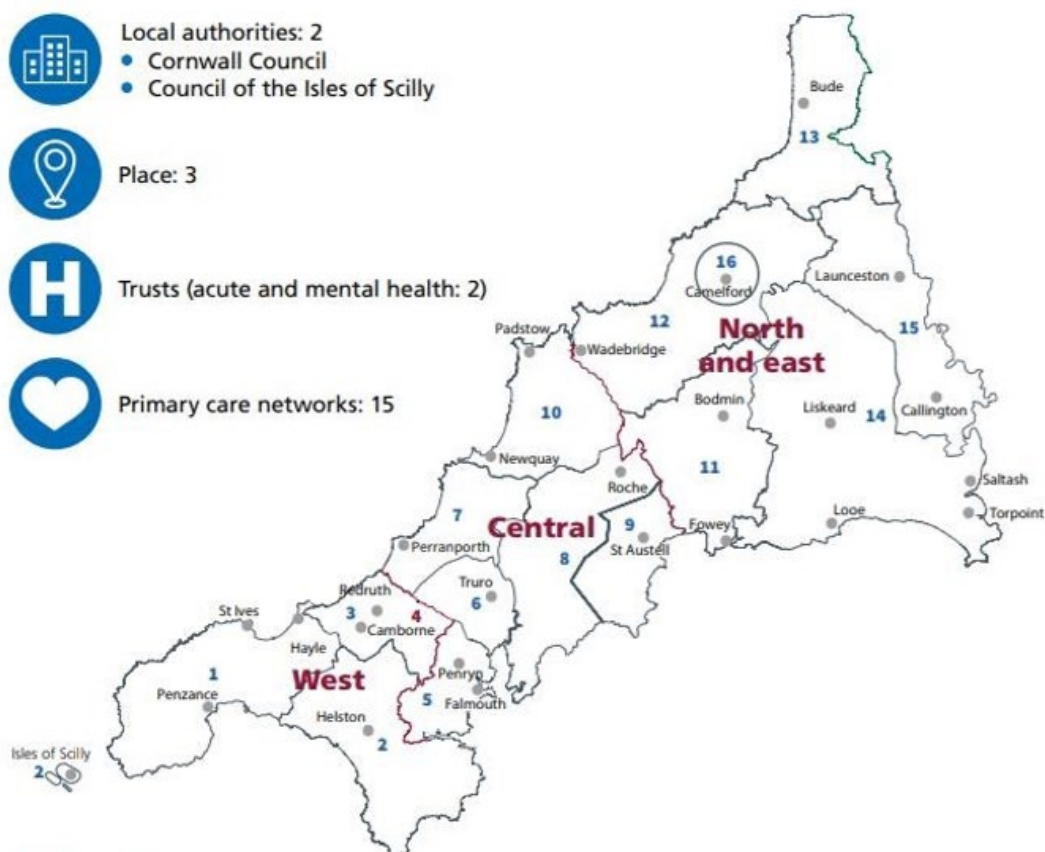 Local authorities: 2
• Cornwall Council
• Council of the Isles of Scilly
Place: 3
H
Trusts (acute and mental health: 2)
Primary care networks: 15
Bude
13
16
Camelford
Launceston
12
North
and east
15
Padstow
Wadebridge
10
Bodmin
Liskeard
14
Callington
11
Newquay
Roche
Saltash
Torpoint
7
Central
9
Fowey
Looe
Perranporth
8
St Austell
Redruth
Truro
6
3
4
Camborne
St Ives
Hayle
1
West
Penryn
5
Falmouth
Penzance
Helston
2
Isles of Scilly
2